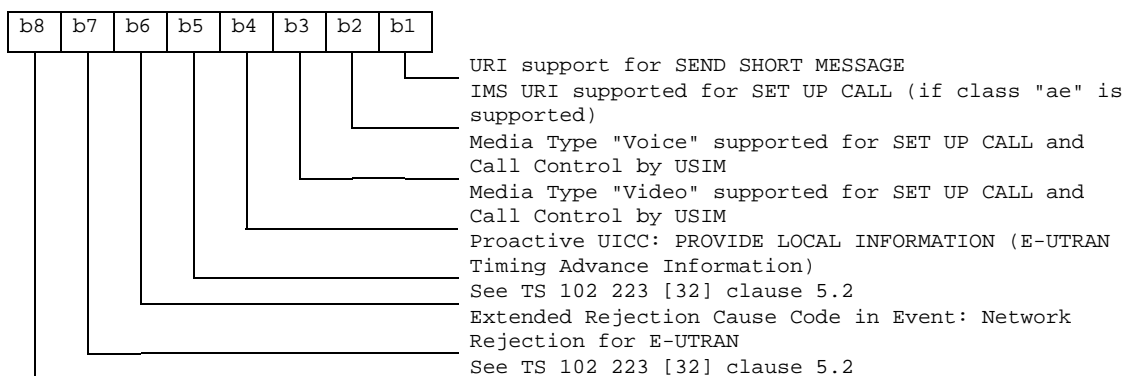 b8 b7 b6 b5 b4 b3 b2 b1
URI support for SEND SHORT MESSAGE
IMS URI supported for SET UP CALL (if class "ae" is
supported)
Media Type "Voice" supported for SET UP CALL and
Call Control by USIM
Media Type "Video" supported for SET UP CALL and
Call Control by USIM
Proactive UICC: PROVIDE LOCAL INFORMATION (E-UTRAN
Timing Advance Information)
See TS 102 223 [32] clause 5.2
Extended Rejection Cause Code in Event: Network
Rejection for E-UTRAN
See TS 102 223 [32] clause 5.2